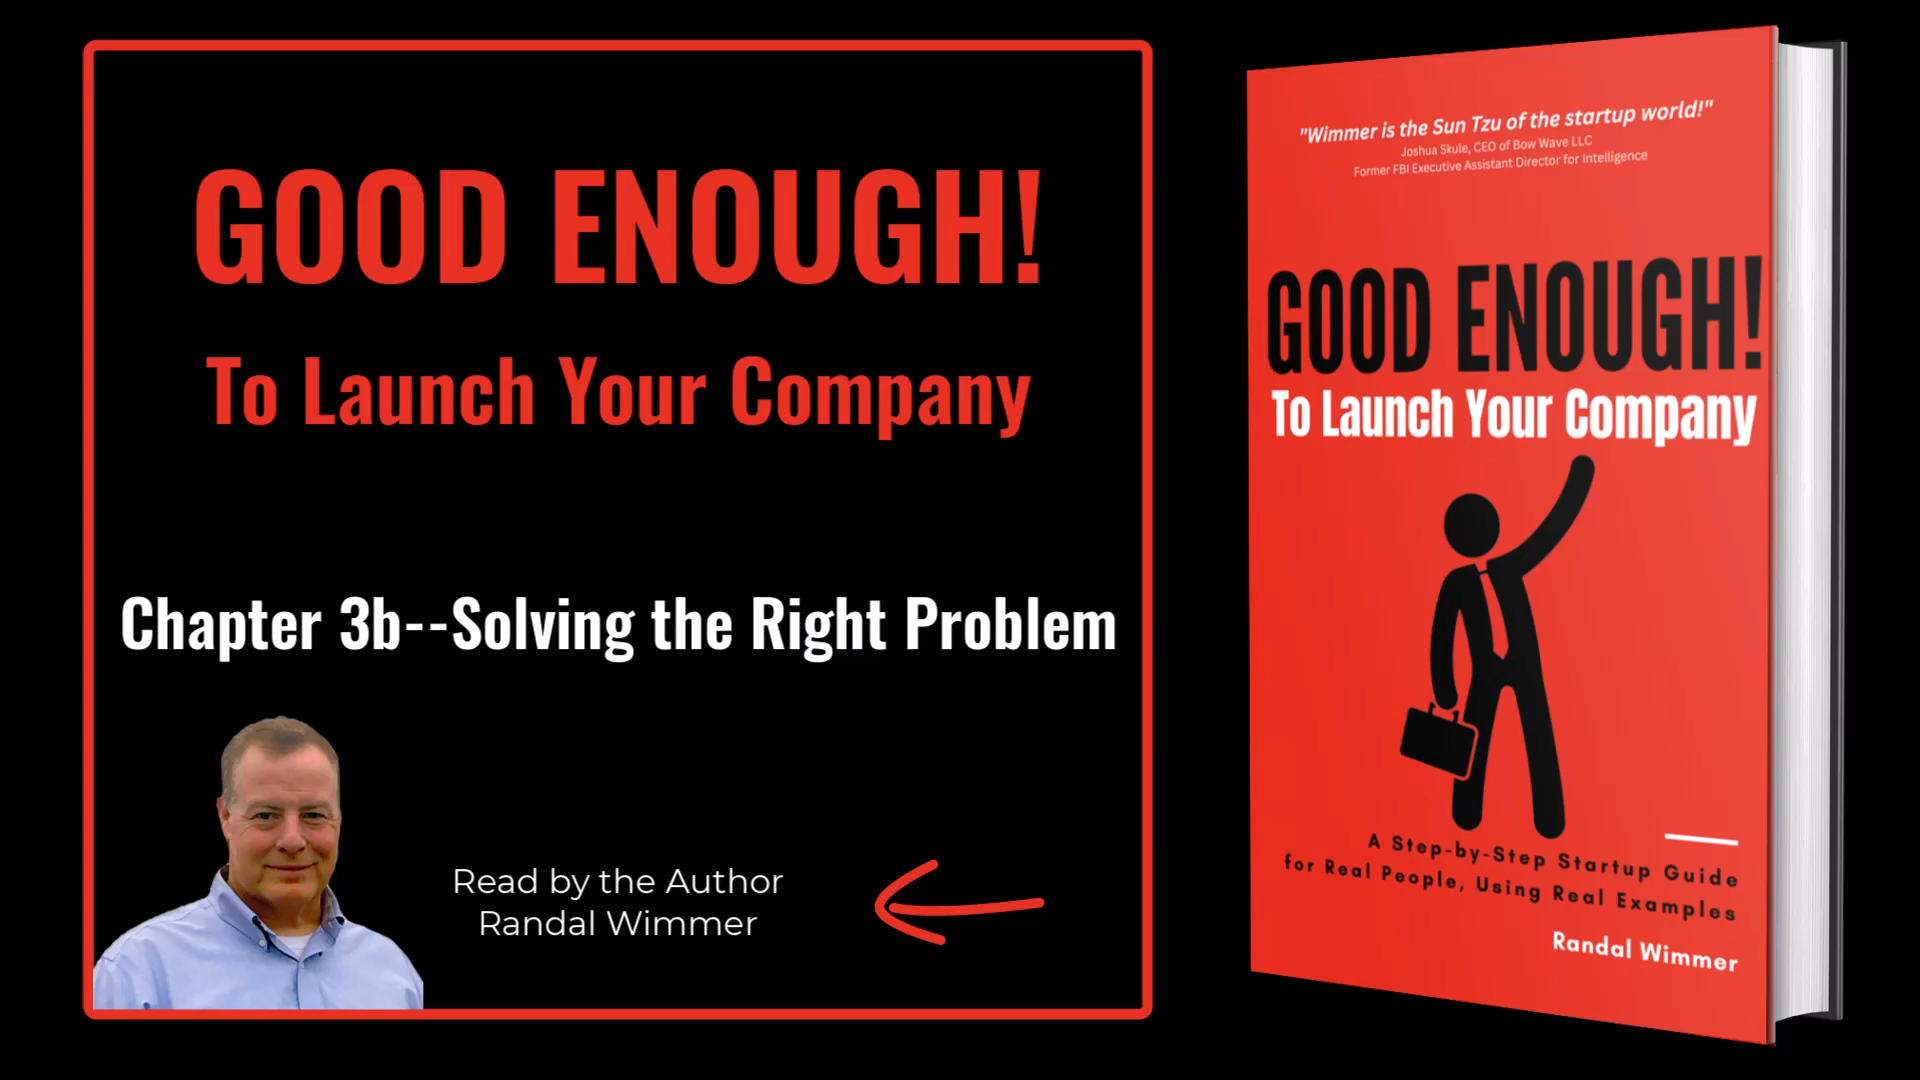 GOOD ENOUGH!
To Launch Your Company
Chapter 3b--Solving the Right Problem
Read by the Author
Randal Wimmer
"Wimmer is the Sun Tzu of the startup world!"
Joshua Skule, CEO of Bow Wave LLC
Former FBI Executive Assistant Director for Intelligence
GOOD ENOUGH!
To Launch Your Company
A Step-by-Step Startup Guide
for Real People, Using Real Examples
Randal Wimmer